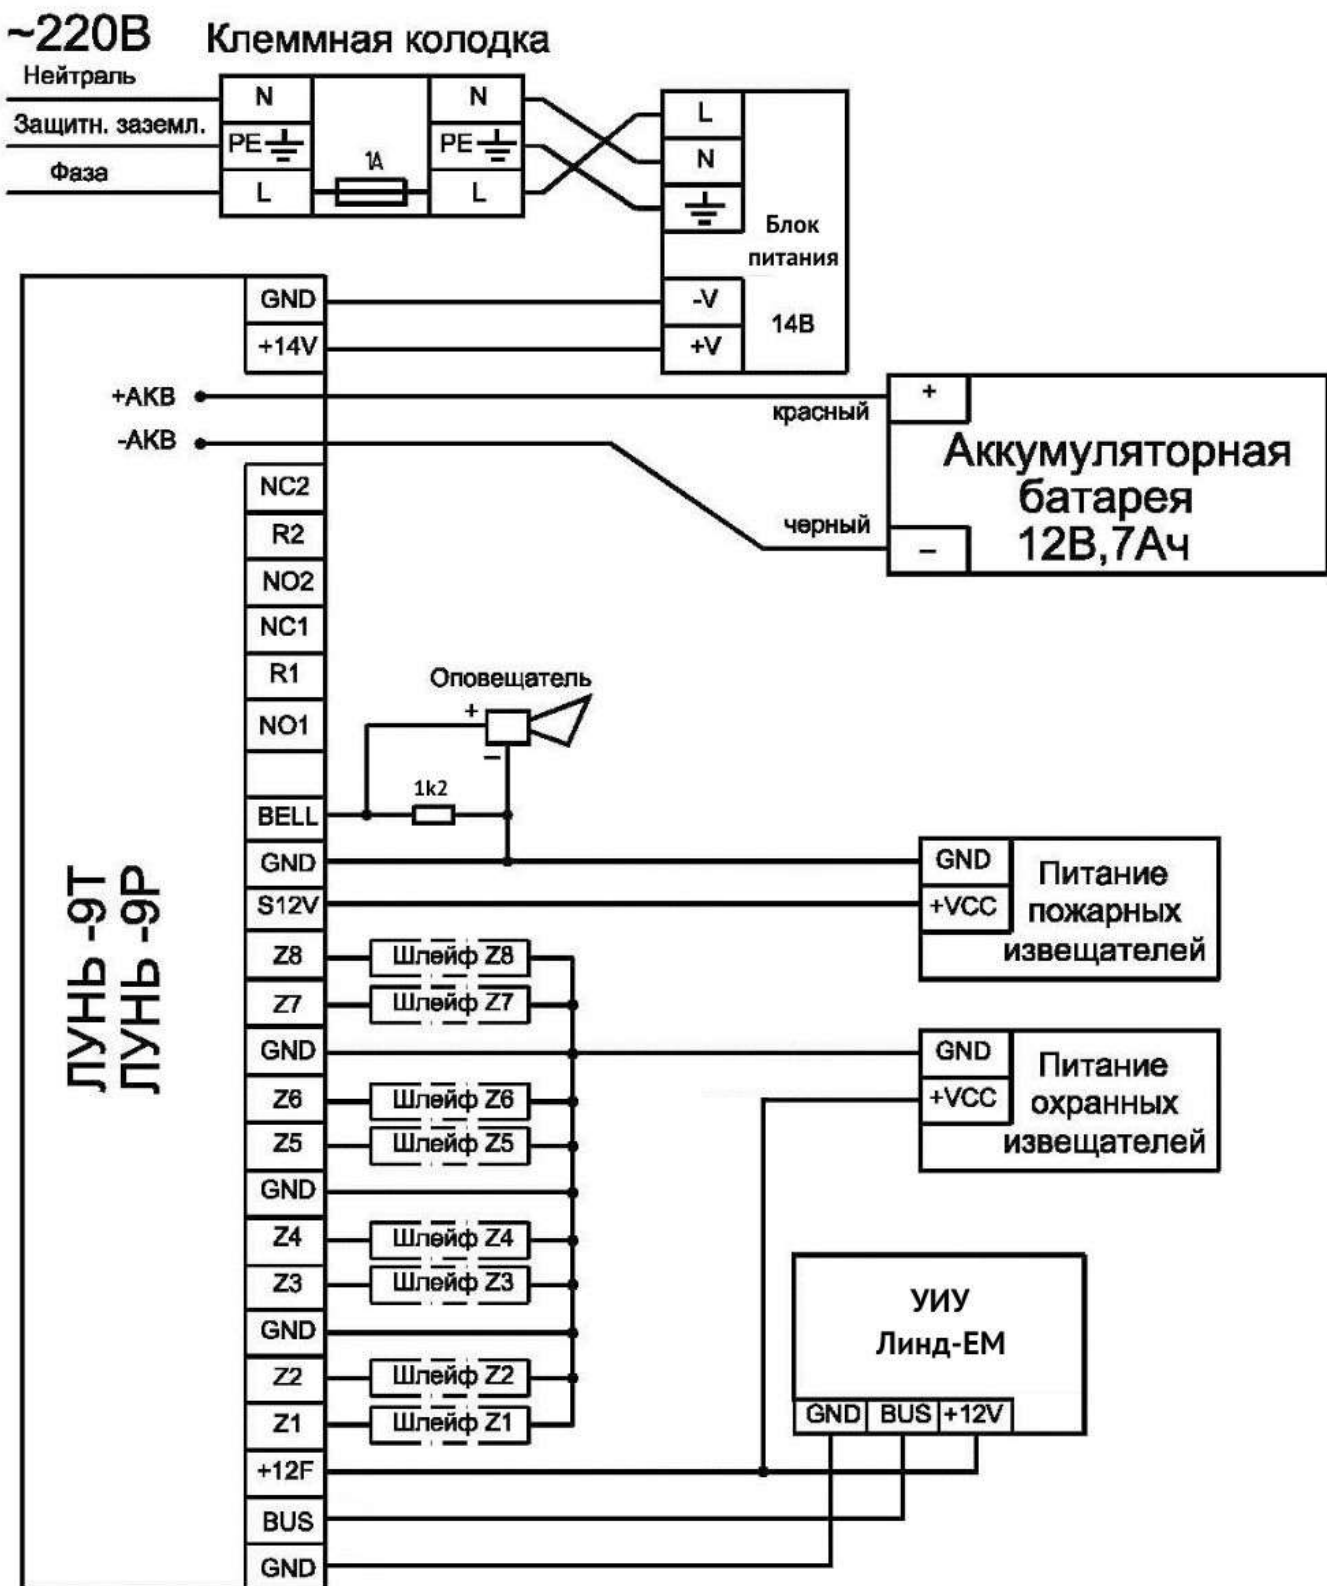 ~220В Клеммная колодка
Нейтраль
Защитн. заземл.
Фаза
N
PE
L
1А
N
PE
L
L
N
Блок
питания
14В
-V
+V
GND
+14V
+АКВ
-АКВ
красный
черный
+
–
Аккумуляторная
батарея
12В,7Ач
NC2
R2
NO2
NC1
R1
NO1
BELL
GND
S12V
Z8
Z7
GND
Z6
Z5
GND
Z4
Z3
GND
Z2
Z1
+12F
BUS
GND
ЛУНЬ -9Т
ЛУНЬ -9Р
Оповещатель
+
–
1k2
Шлейф Z8
Шлейф Z7
Шлейф Z6
Шлейф Z5
Шлейф Z4
Шлейф Z3
Шлейф Z2
Шлейф Z1
GND
+VCC
Питание
пожарных
извещателей
GND
+VCC
Питание
охранных
извещателей
УИУ
Линд-ЕМ
GND BUS +12V